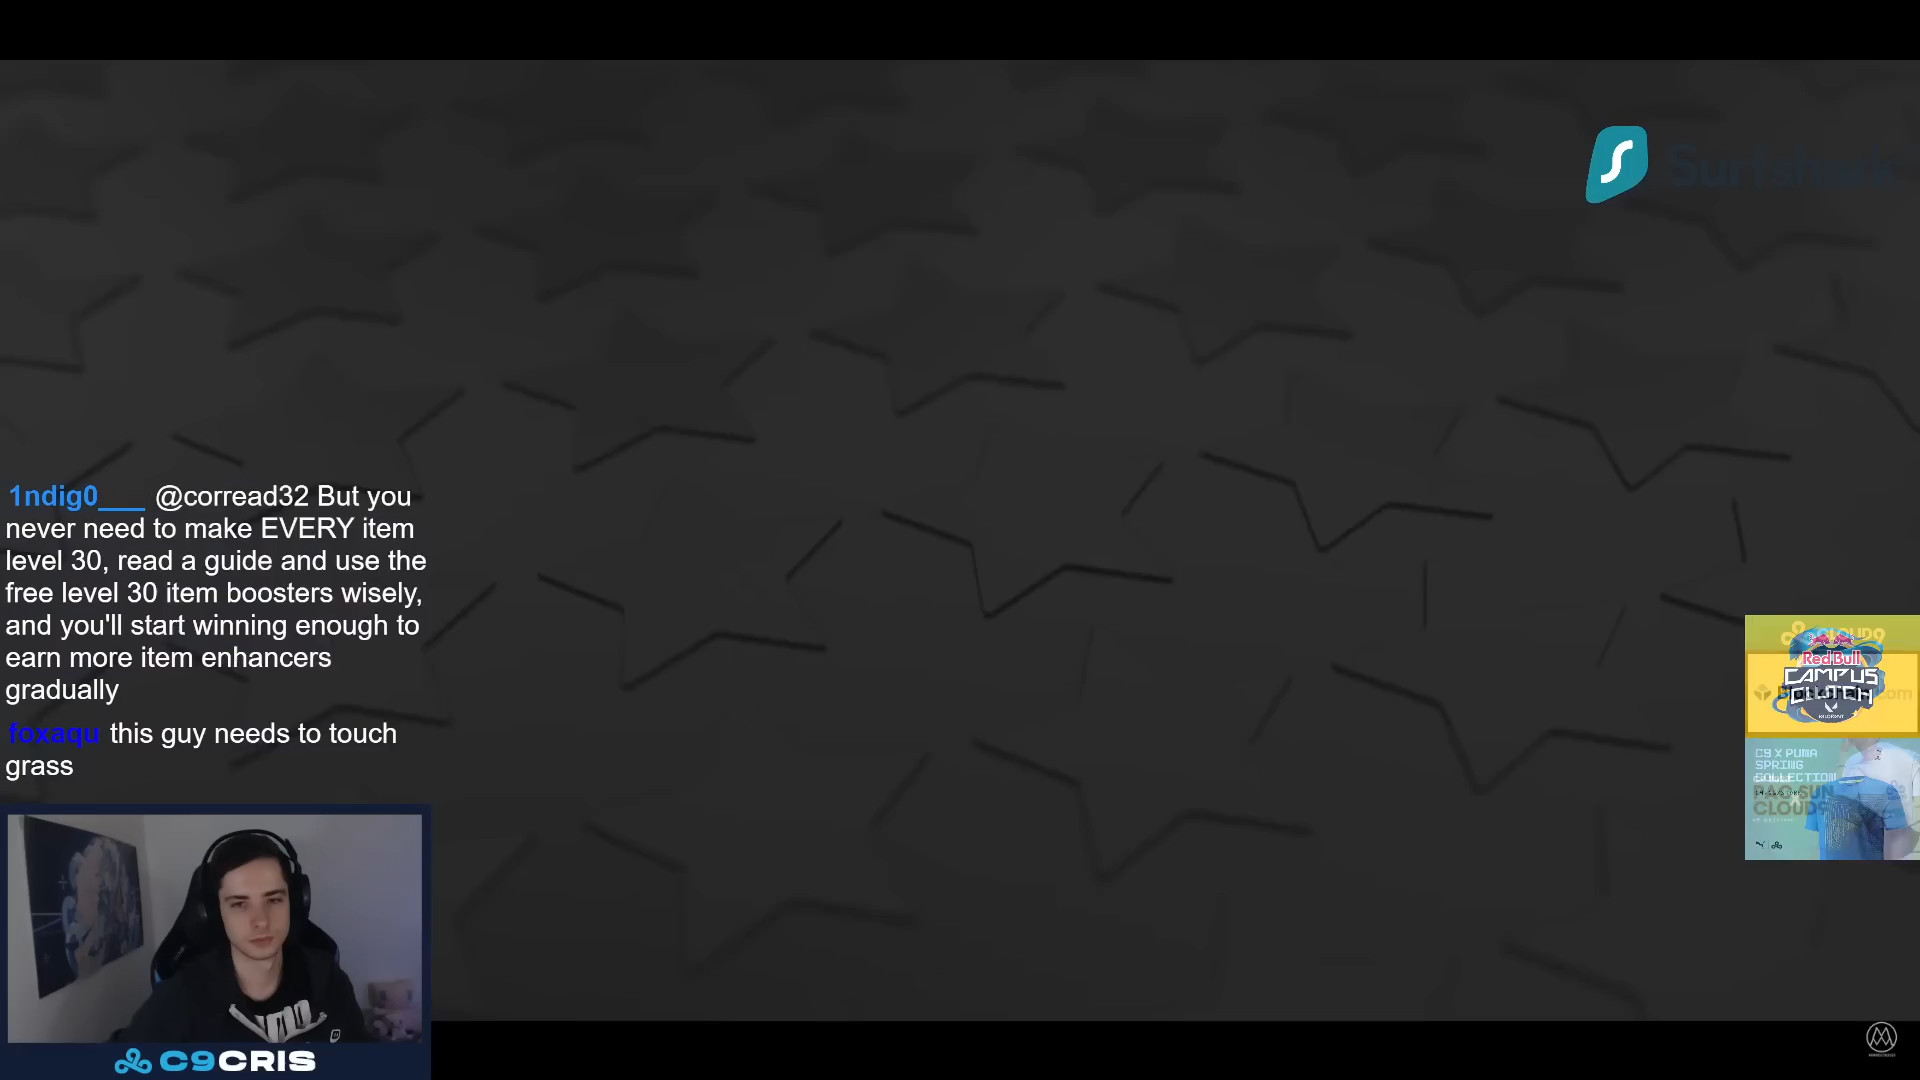 Surfshark
1ndig0___ @corread32 But you
never need to make EVERY item
level 30, read a guide and use the
free level 30 item boosters wisely,
and you'll start winning enough to
earn more item enhancers
gradually
foxaqu this guy needs to touch
grass
RedBull
CAMPUS
CLUTCH
C9 X PUMA
SPRING
COLLECTION
C9CRIS